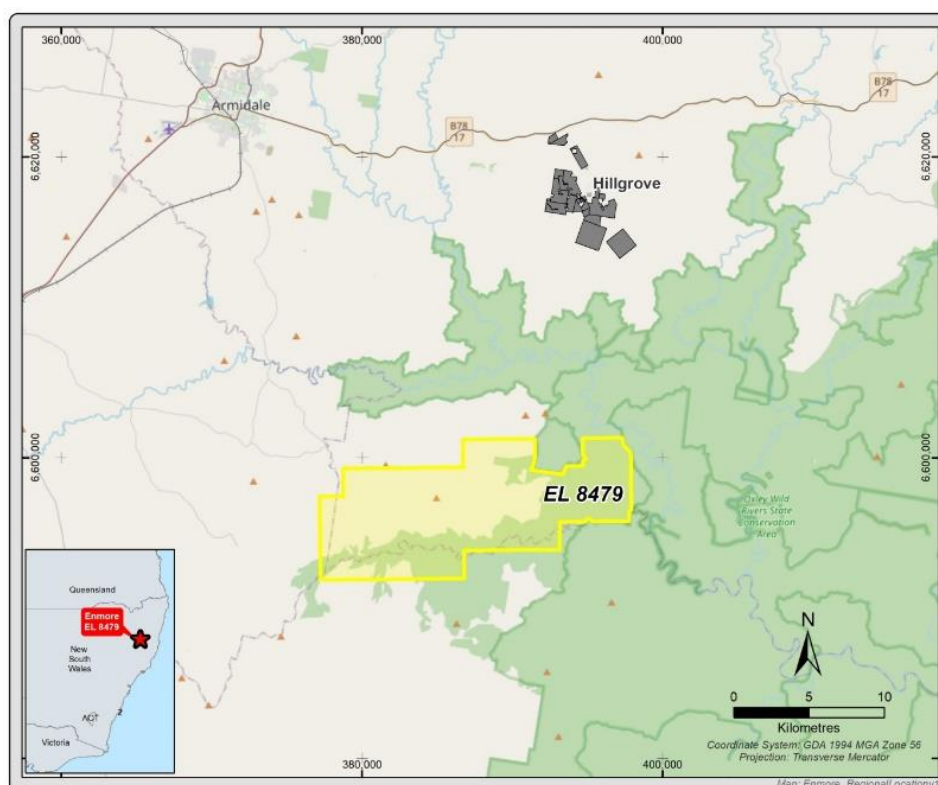 360,000
380,000
400,000
B78
17
Armidale
B78
17
6,620,000
6,620,000
Hillgrove
6,600,000
6,600,000
EL 8479
Oxley Wild
Rivers State
Conservation
Area
Queensland
Enmore
EL 8479
New
South
Wales
ACT
2
Victoria
N
0
5
10
Kilometres
Coordinate System: GDA 1994 MGA Zone 56
Projection: Transverse Mercator
380,000
400,000